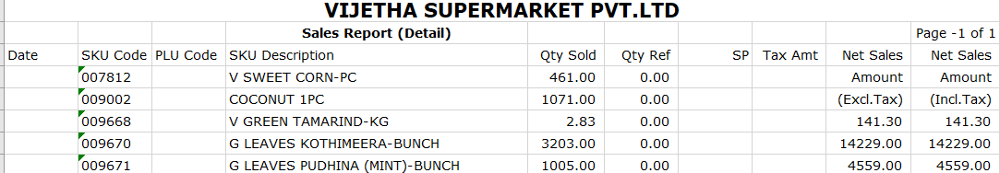 VIJETHA SUPERMARKET PVT.LTD
Sales Report (Detail) Page -1 of 1
Date SKU Code PLU Code SKU Description Qty Sold Qty Ref SP Tax Amt Net Sales Net Sales
007812 V SWEET CORN-PC 461.00 0.00 Amount Amount
009002 COCONUT 1PC 1071.00 0.00 (Excl.Tax) (Incl.Tax)
009668 V GREEN TAMARIND-KG 2.83 0.00 141.30 141.30
009670 G LEAVES KOTHIMEERA-BUNCH 3203.00 0.00 14229.00 14229.00
009671 G LEAVES PUDHINA (MINT)-BUNCH 1005.00 0.00 4559.00 4559.00